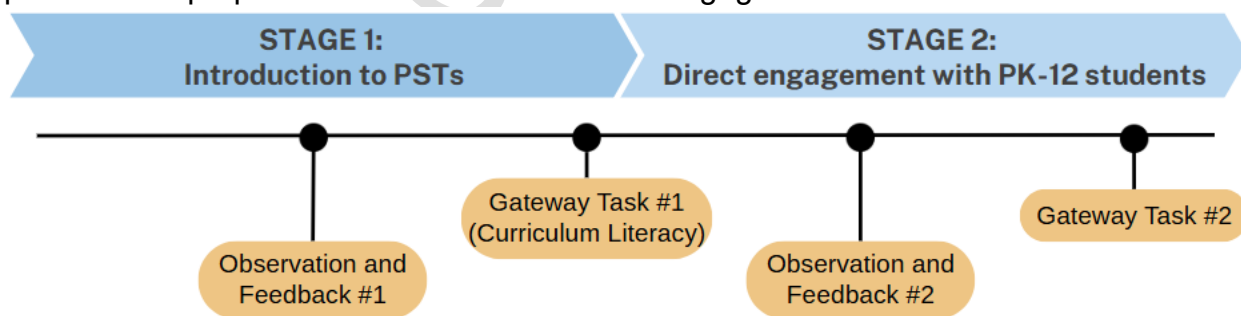 STAGE 1:
Introduction to PSTs
STAGE 2:
Direct engagement with PK-12 students
Observation and
Feedback #1
Gateway Task #1
(Curriculum Literacy)
Observation and
Feedback #2
Gateway Task #2